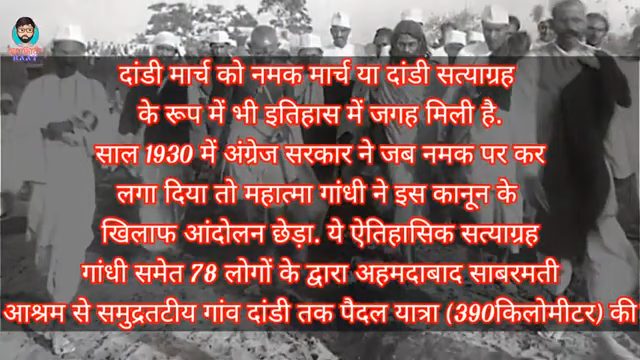 दांडी मार्च को नमक मार्च या दांडी सत्याग्रह
के रूप में भी इतिहास में जगह मिली है.
साल 1930 में अंग्रेज सरकार ने जब नमक पर कर
लगा दिया तो महात्मा गांधी ने इस कानून के
खिलाफ आंदोलन छेड़ा. ये ऐतिहासिक सत्याग्रह
गांधी समेत 78 लोगों के द्वारा अहमदाबाद साबरमती
आश्रम से समुद्रतटीय गांव दांडी तक पैदल यात्रा (390किलोमीटर) की